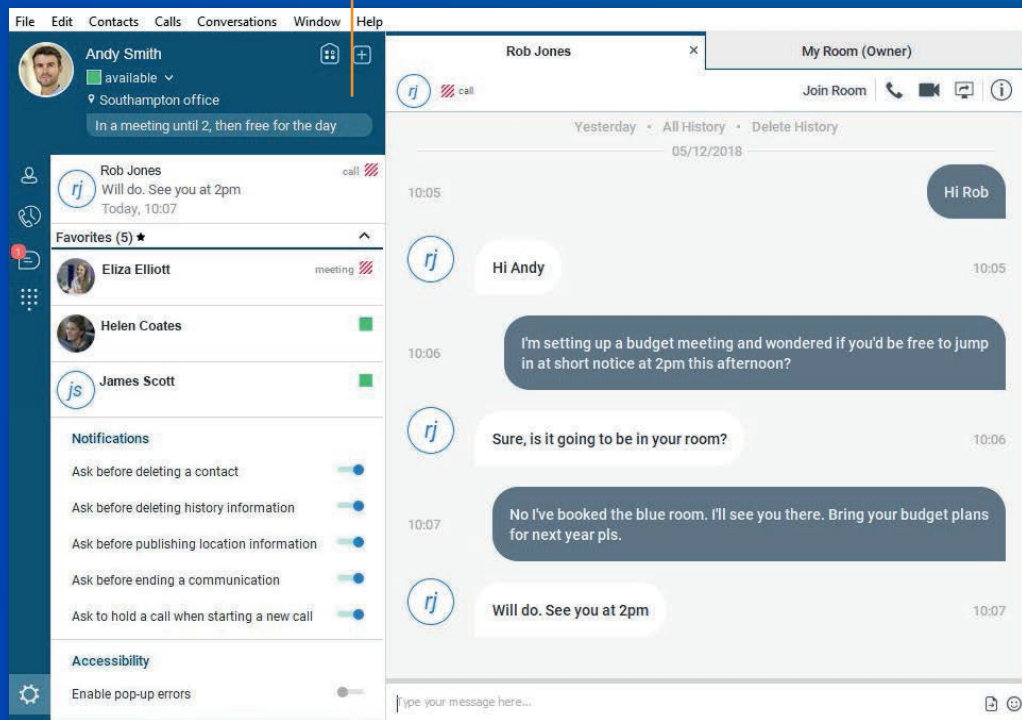 File Edit Contacts Calls Conversations Window Help
Andy Smith
available
Southampton office
In a meeting until 2, then free for the day
rj
Rob Jones
call
Will do. See you at 2pm
Today, 10:07
1
Favorites (5) ★
Eliza Elliott
meeting
Helen Coates
js
James Scott
Notifications
Ask before deleting a contact
Ask before deleting history information
Ask before publishing location information
Ask before ending a communication
Ask to hold a call when starting a new call
Accessibility
Enable pop-up errors
Rob Jones ×
My Room (Owner)
rj call
Join Room
Yesterday • All History • Delete History
05/12/2018
10:05
Hi Rob
rj
Hi Andy
10:05
10:06
I'm setting up a budget meeting and wondered if you'd be free to jump
in at short notice at 2pm this afternoon?
rj
Sure, is it going to be in your room?
10:06
10:07
No I've booked the blue room. I'll see you there. Bring your budget plans
for next year pls.
rj
Will do. See you at 2pm
10:07
Type your message here...